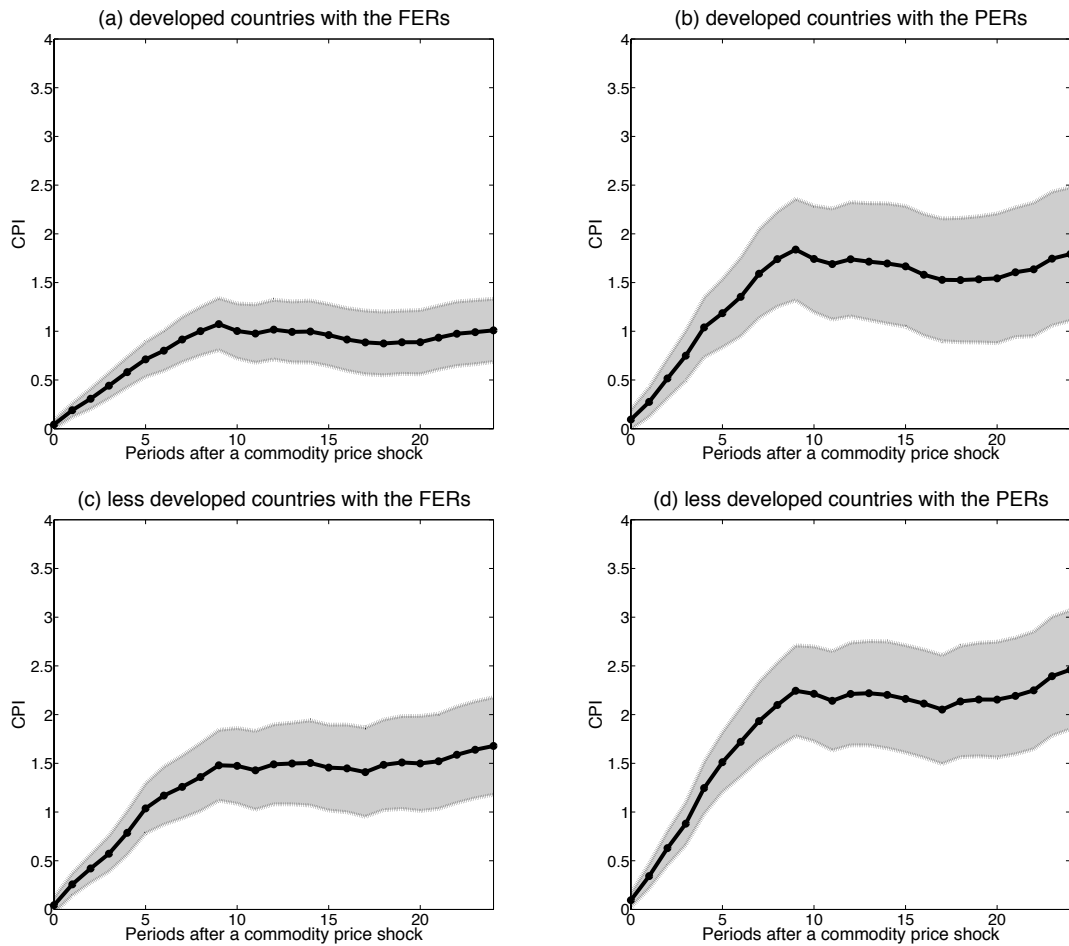 (a) developed countries with the FERs
4
3.5
3
2.5
2
1.5
1
0.5
0
CPI
0 5 10 15 20
Periods after a commodity price shock
(b) developed countries with the PERs
4
3.5
3
2.5
2
1.5
1
0.5
0
CPI
0 5 10 15 20
Periods after a commodity price shock
(c) less developed countries with the FERs
4
3.5
3
2.5
2
1.5
1
0.5
0
CPI
0 5 10 15 20
Periods after a commodity price shock
(d) less developed countries with the PERs
4
3.5
3
2.5
2
1.5
1
0.5
0
CPI
0 5 10 15 20
Periods after a commodity price shock